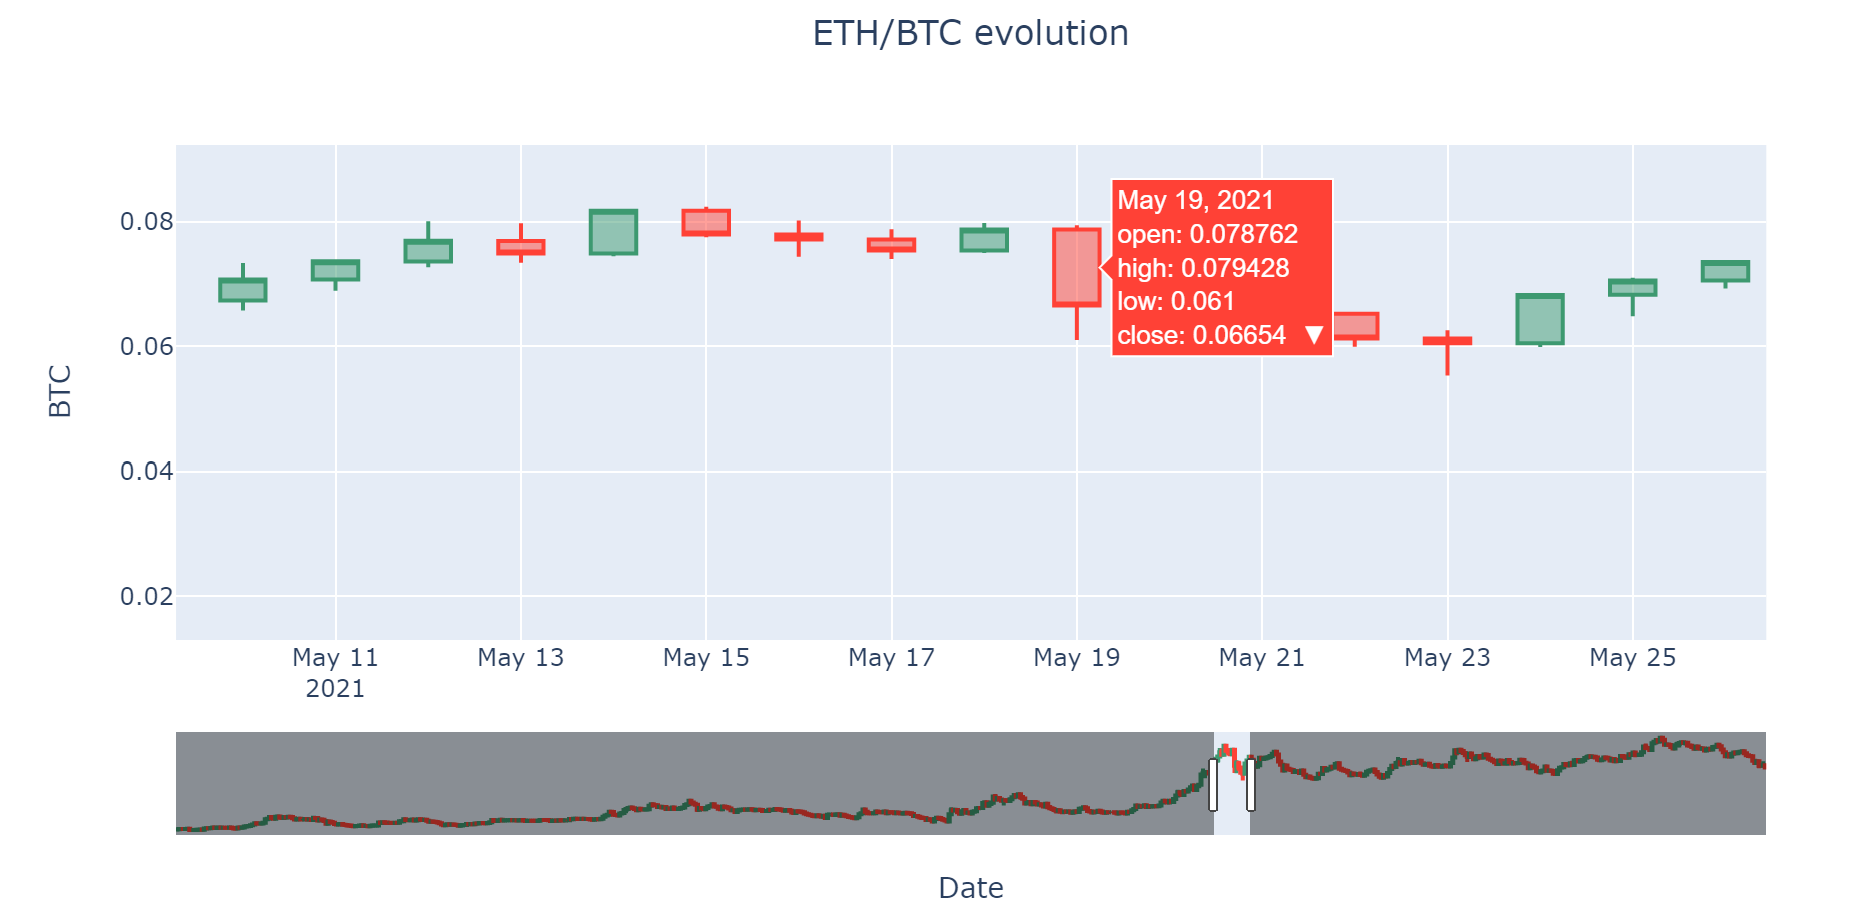 ETH/BTC evolution
May 19, 2021
open: 0.078762
high: 0.079428
low: 0.061
close: 0.06654 ▼
0.08
0.06
0.04
0.02
BTC
May 11
2021
May 13
May 15
May 17
May 19
May 21
May 23
May 25
Date